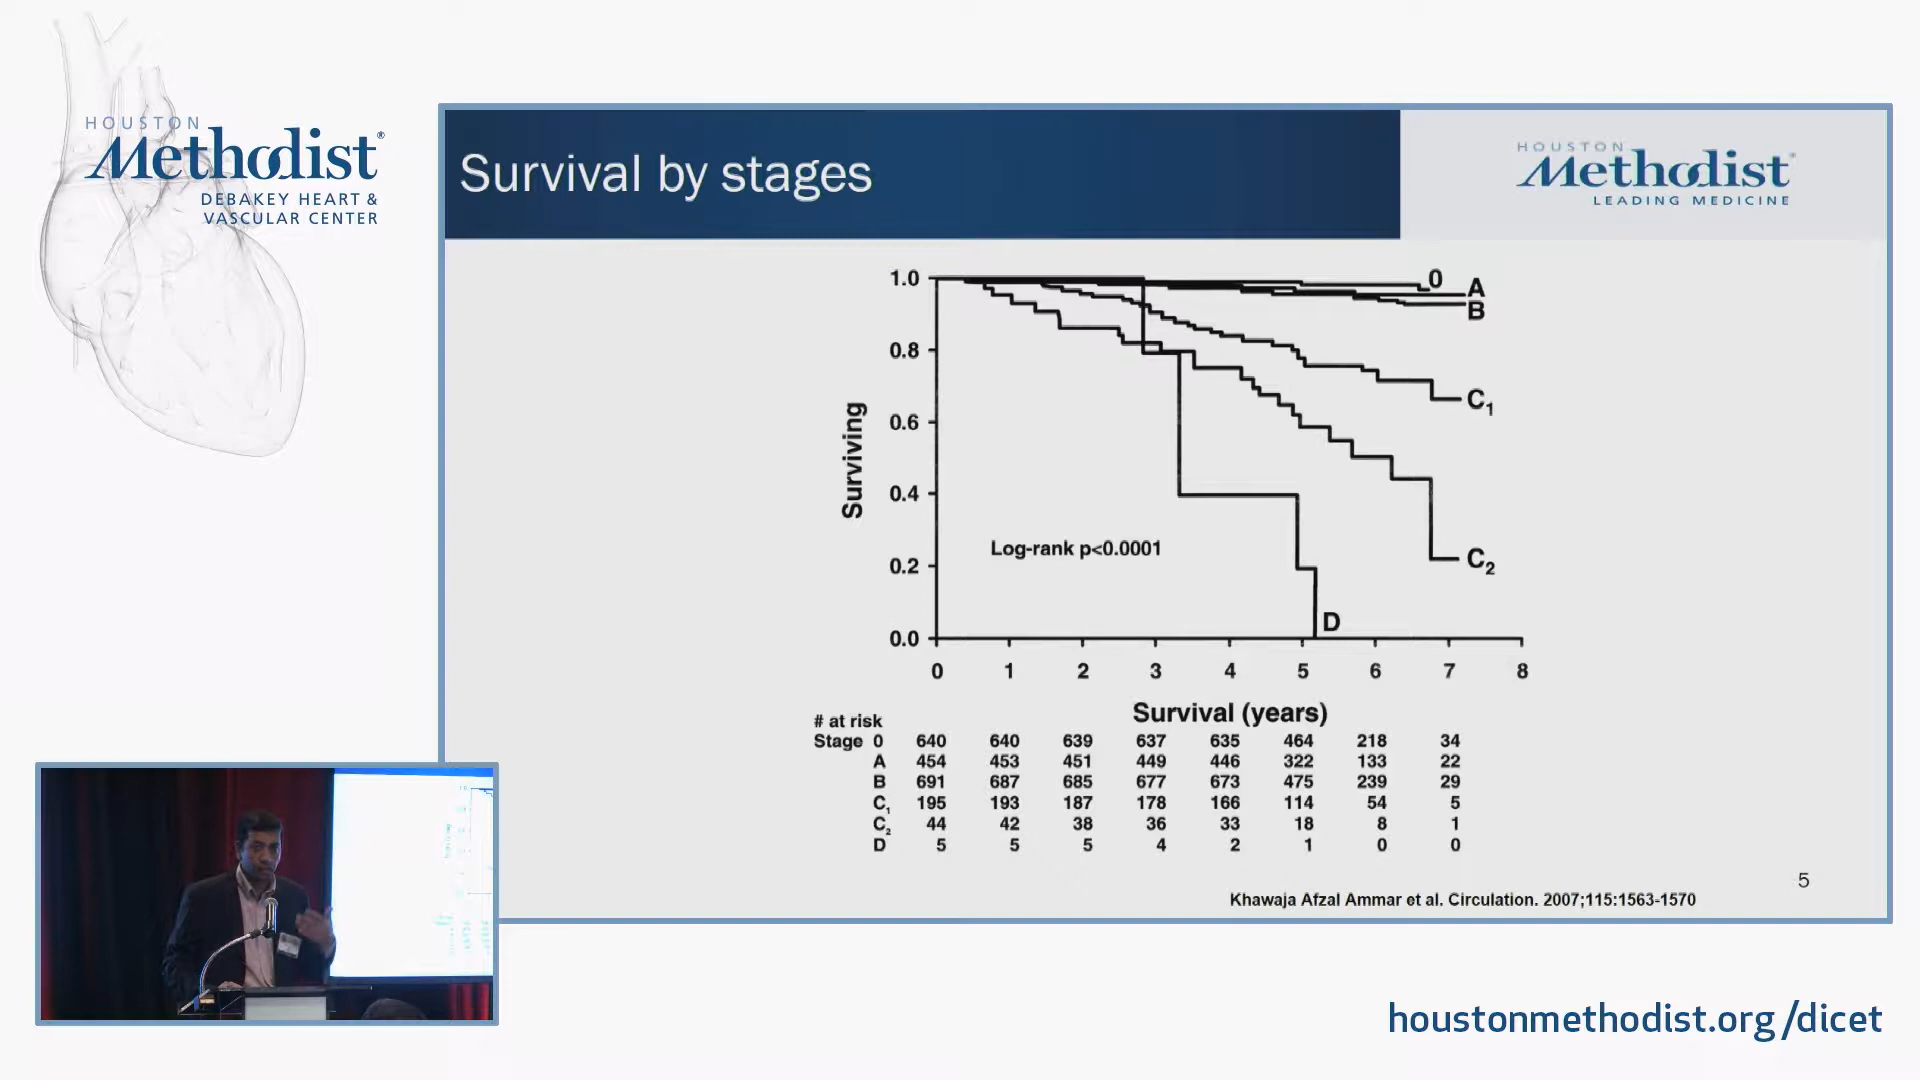 HOUSTON
Methodist®
DEBAKEY HEART &
VASCULAR CENTER
Survival by stages
HOUSTON
Methodist®
LEADING MEDICINE
1.0
0.8
0.6
0.4
0.2
0.0
Surviving
0
A
B
C1
C2
D
Log-rank p<0.0001
0 1 2 3 4 5 6 7 8
Survival (years)
# at risk
Stage 0 640 640 639 637 635 464 218 34
A 454 453 451 449 446 322 133 22
B 691 687 685 677 673 475 239 29
C1 195 193 187 178 166 114 54 5
C2 44 42 38 36 33 18 8 1
D 5 5 5 4 2 1 0 0
5
Khawaja Afzal Ammar et al. Circulation. 2007;115:1563-1570
houstonmethodist.org/dicet